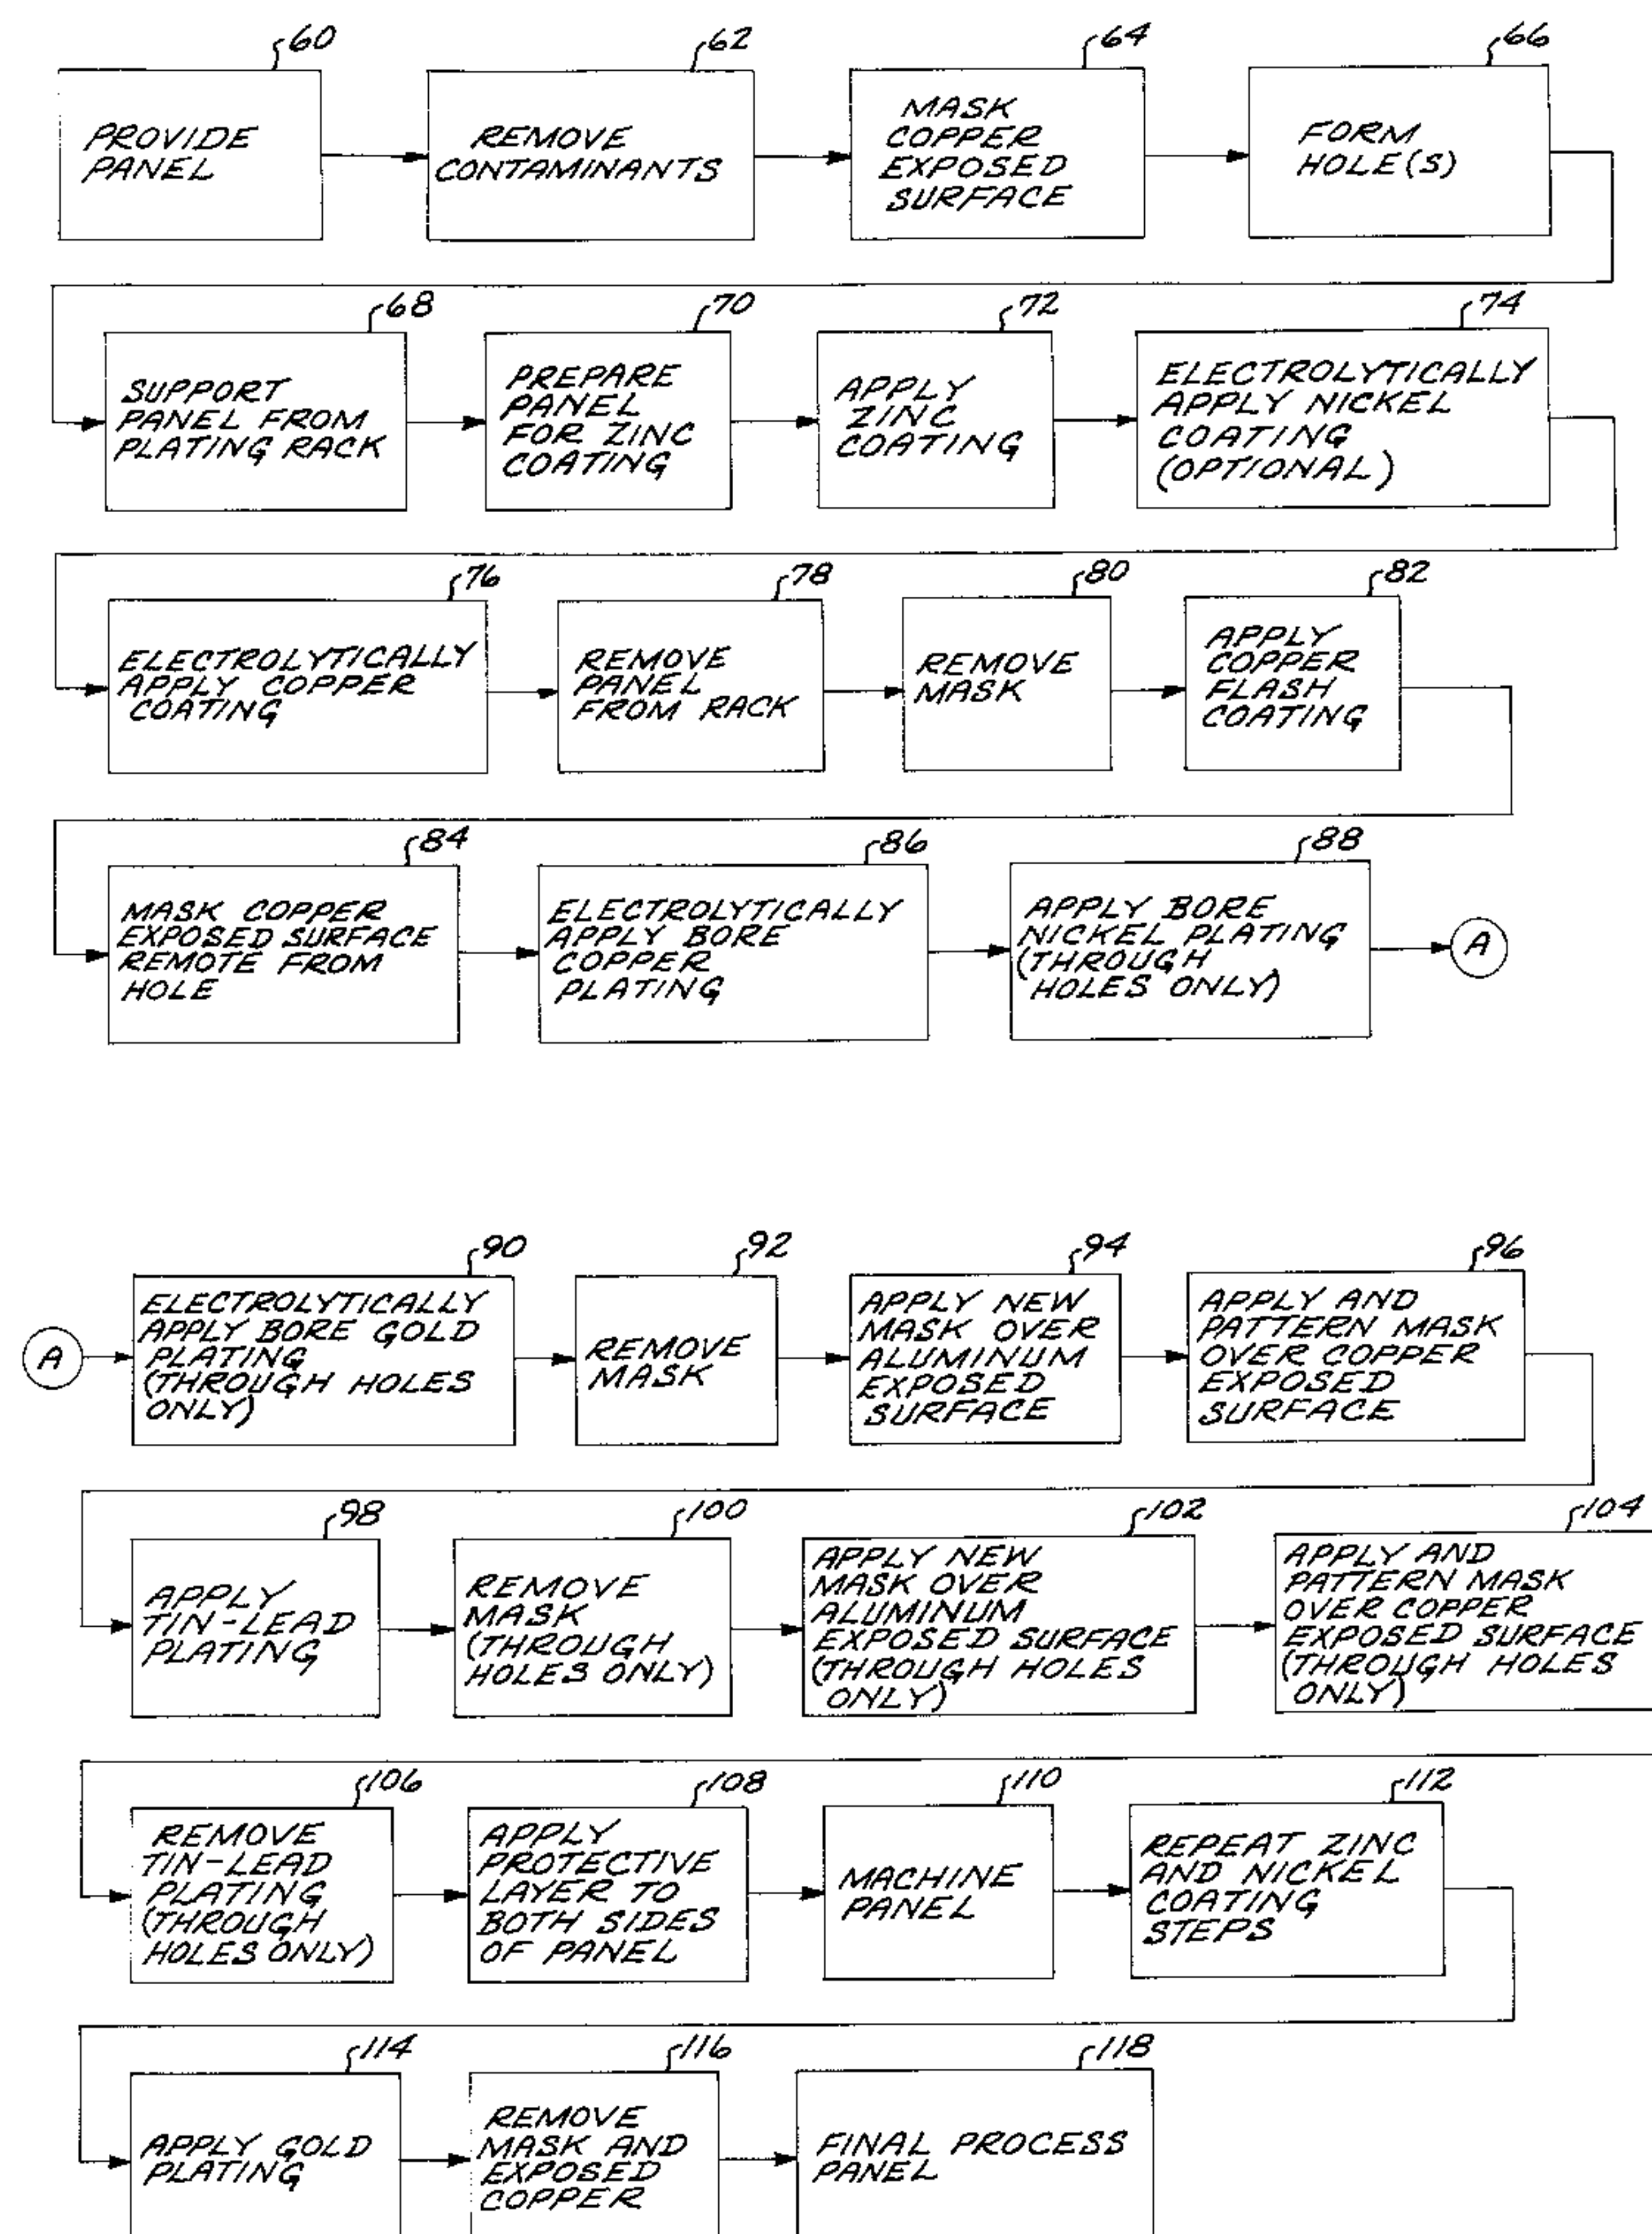 60
PROVIDE
PANEL
62
REMOVE
CONTAMINANTS
64
MASK
COPPER
EXPOSED
SURFACE
66
FORM
HOLE(S)
68
SUPPORT
PANEL FROM
PLATING RACK
70
PREPARE
PANEL
FOR ZINC
COATING
72
APPLY
ZINC
COATING
74
ELECTROLYTICALLY
APPLY NICKEL
COATING
(OPTIONAL)
76
ELECTROLYTICALLY
APPLY COPPER
COATING
78
REMOVE
PANEL
FROM RACK
80
REMOVE
MASK
82
APPLY
COPPER
FLASH
COATING
84
MASK COPPER
EXPOSED SURFACE
REMOTE FROM
HOLE
86
ELECTROLYTICALLY
APPLY BORE
COPPER
PLATING
88
APPLY BORE
NICKEL PLATING
(THROUGH
HOLES ONLY)
A
A
90
ELECTROLYTICALLY
APPLY BORE GOLD
PLATING
(THROUGH HOLES
ONLY)
92
REMOVE
MASK
94
APPLY NEW
MASK OVER
ALUMINUM
EXPOSED
SURFACE
96
APPLY AND
PATTERN MASK
OVER COPPER
EXPOSED
SURFACE
98
APPLY
TIN-LEAD
PLATING
100
REMOVE
MASK
(THROUGH
HOLES ONLY)
102
APPLY NEW
MASK OVER
ALUMINUM
EXPOSED SURFACE
(THROUGH HOLES
ONLY)
104
APPLY AND
PATTERN MASK
OVER COPPER
EXPOSED SURFACE
(THROUGH HOLES
ONLY)
106
REMOVE
TIN-LEAD
PLATING
(THROUGH
HOLES ONLY)
108
APPLY
PROTECTIVE
LAYER TO
BOTH SIDES
OF PANEL
110
MACHINE
PANEL
112
REPEAT ZINC
AND NICKEL
COATING
STEPS
114
APPLY GOLD
PLATING
116
REMOVE
MASK AND
EXPOSED
COPPER
118
FINAL PROCESS
PANEL